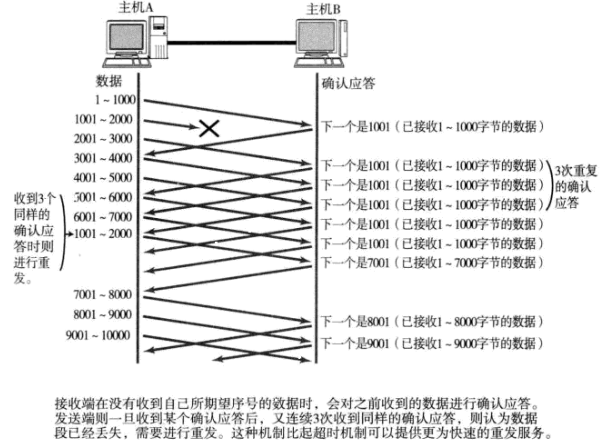 主机A
主机B
数据
确认应答
1～1000
1001～2000
2001～3000
3001～4000
4001～5000
5001～6000
6001～7000
1001～2000
7001～8000
8001～9000
9001～10000
收到3个
同样的
确认应
答时则
进行重
发。
下一个是1001（已接收1～1000字节的数据）
下一个是1001（已接收1～1000字节的数据）
下一个是1001（已接收1～1000字节的数据）
下一个是1001（已接收1～1000字节的数据）
下一个是1001（已接收1～1000字节的数据）
下一个是1001（已接收1～1000字节的数据）
下一个是7001（已接收1～7000字节的数据）
下一个是8001（已接收1～8000字节的数据）
下一个是9001（已接收1～9000字节的数据）
3次重复
的确认
应答
接收端在没有收到自己所期望序号的数据时，会对之前收到的数据进行确认应答。
发送端则一旦收到某个确认应答后，又连续3次收到同样的确认应答，则认为数据
段已经丢失，需要进行重发。这种机制比起超时机制可以提供更为快速的重发服务。